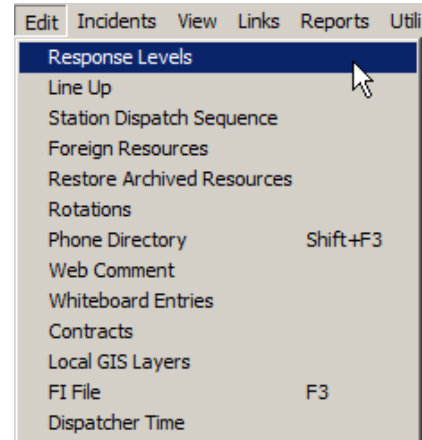 Edit Incidents View Links Reports Utili
Response Levels
Line Up
Station Dispatch Sequence
Foreign Resources
Restore Archived Resources
Rotations
Phone Directory Shift+F3
Web Comment
Whiteboard Entries
Contracts
Local GIS Layers
FI File F3
Dispatcher Time